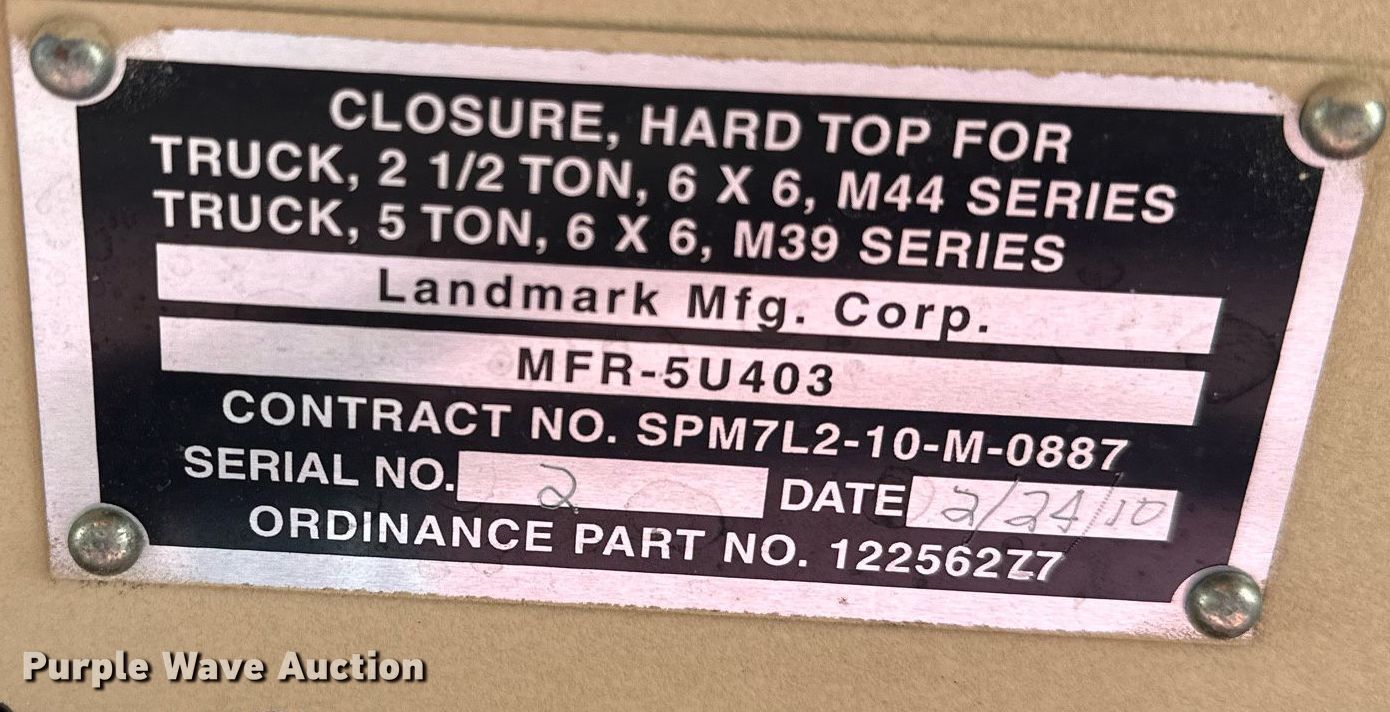 CLOSURE, HARD TOP FOR
TRUCK, 2 1/2 TON, 6 X 6, M44 SERIES
TRUCK, 5 TON, 6 X 6, M39 SERIES
Landmark Mfg. Corp.
MFR-5U403
CONTRACT NO. SPM7L2-10-M-0887
SERIAL NO. 2 DATE 2/24/10
ORDINANCE PART NO. 12256277
Purple Wave Auction